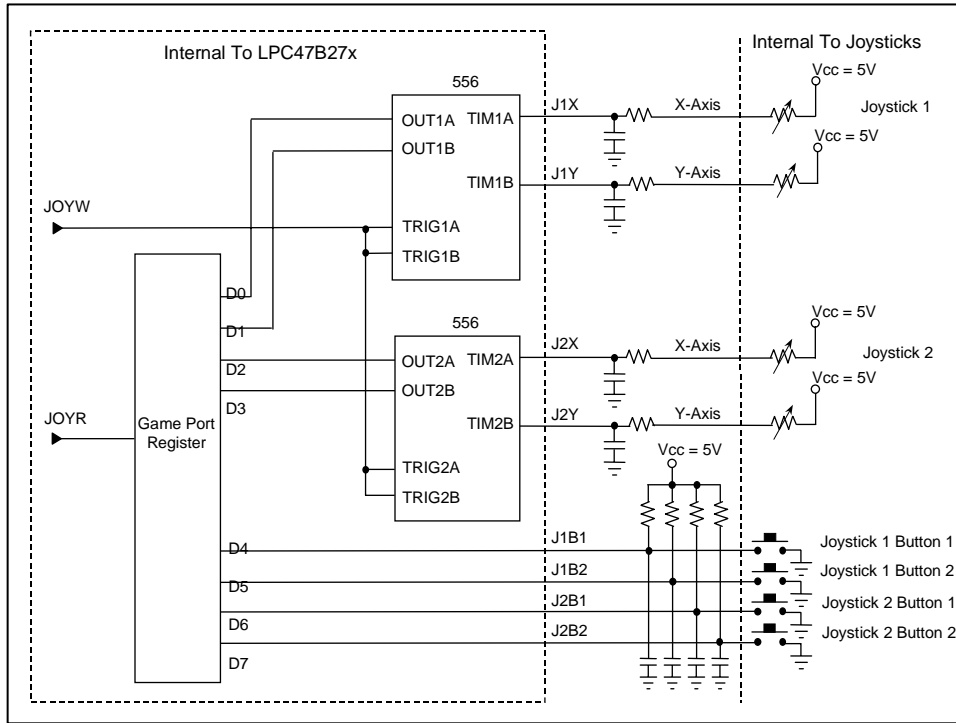 Internal To LPC47B27x
Internal To Joysticks
556
Vcc = 5V
OUT1A
TIM1A
J1X
X-Axis
Joystick 1
OUT1B
Vcc = 5V
TIM1B
J1Y
Y-Axis
JOYW
TRIG1A
TRIG1B
D0
556
Vcc = 5V
D1
OUT2A
TIM2A
J2X
X-Axis
Joystick 2
D2
OUT2B
Vcc = 5V
D3
JOYR
Game Port
Register
TIM2B
J2Y
Y-Axis
Vcc = 5V
TRIG2A
TRIG2B
D4
J1B1
Joystick 1 Button 1
D5
J1B2
Joystick 1 Button 2
D6
J2B1
Joystick 2 Button 1
D7
J2B2
Joystick 2 Button 2